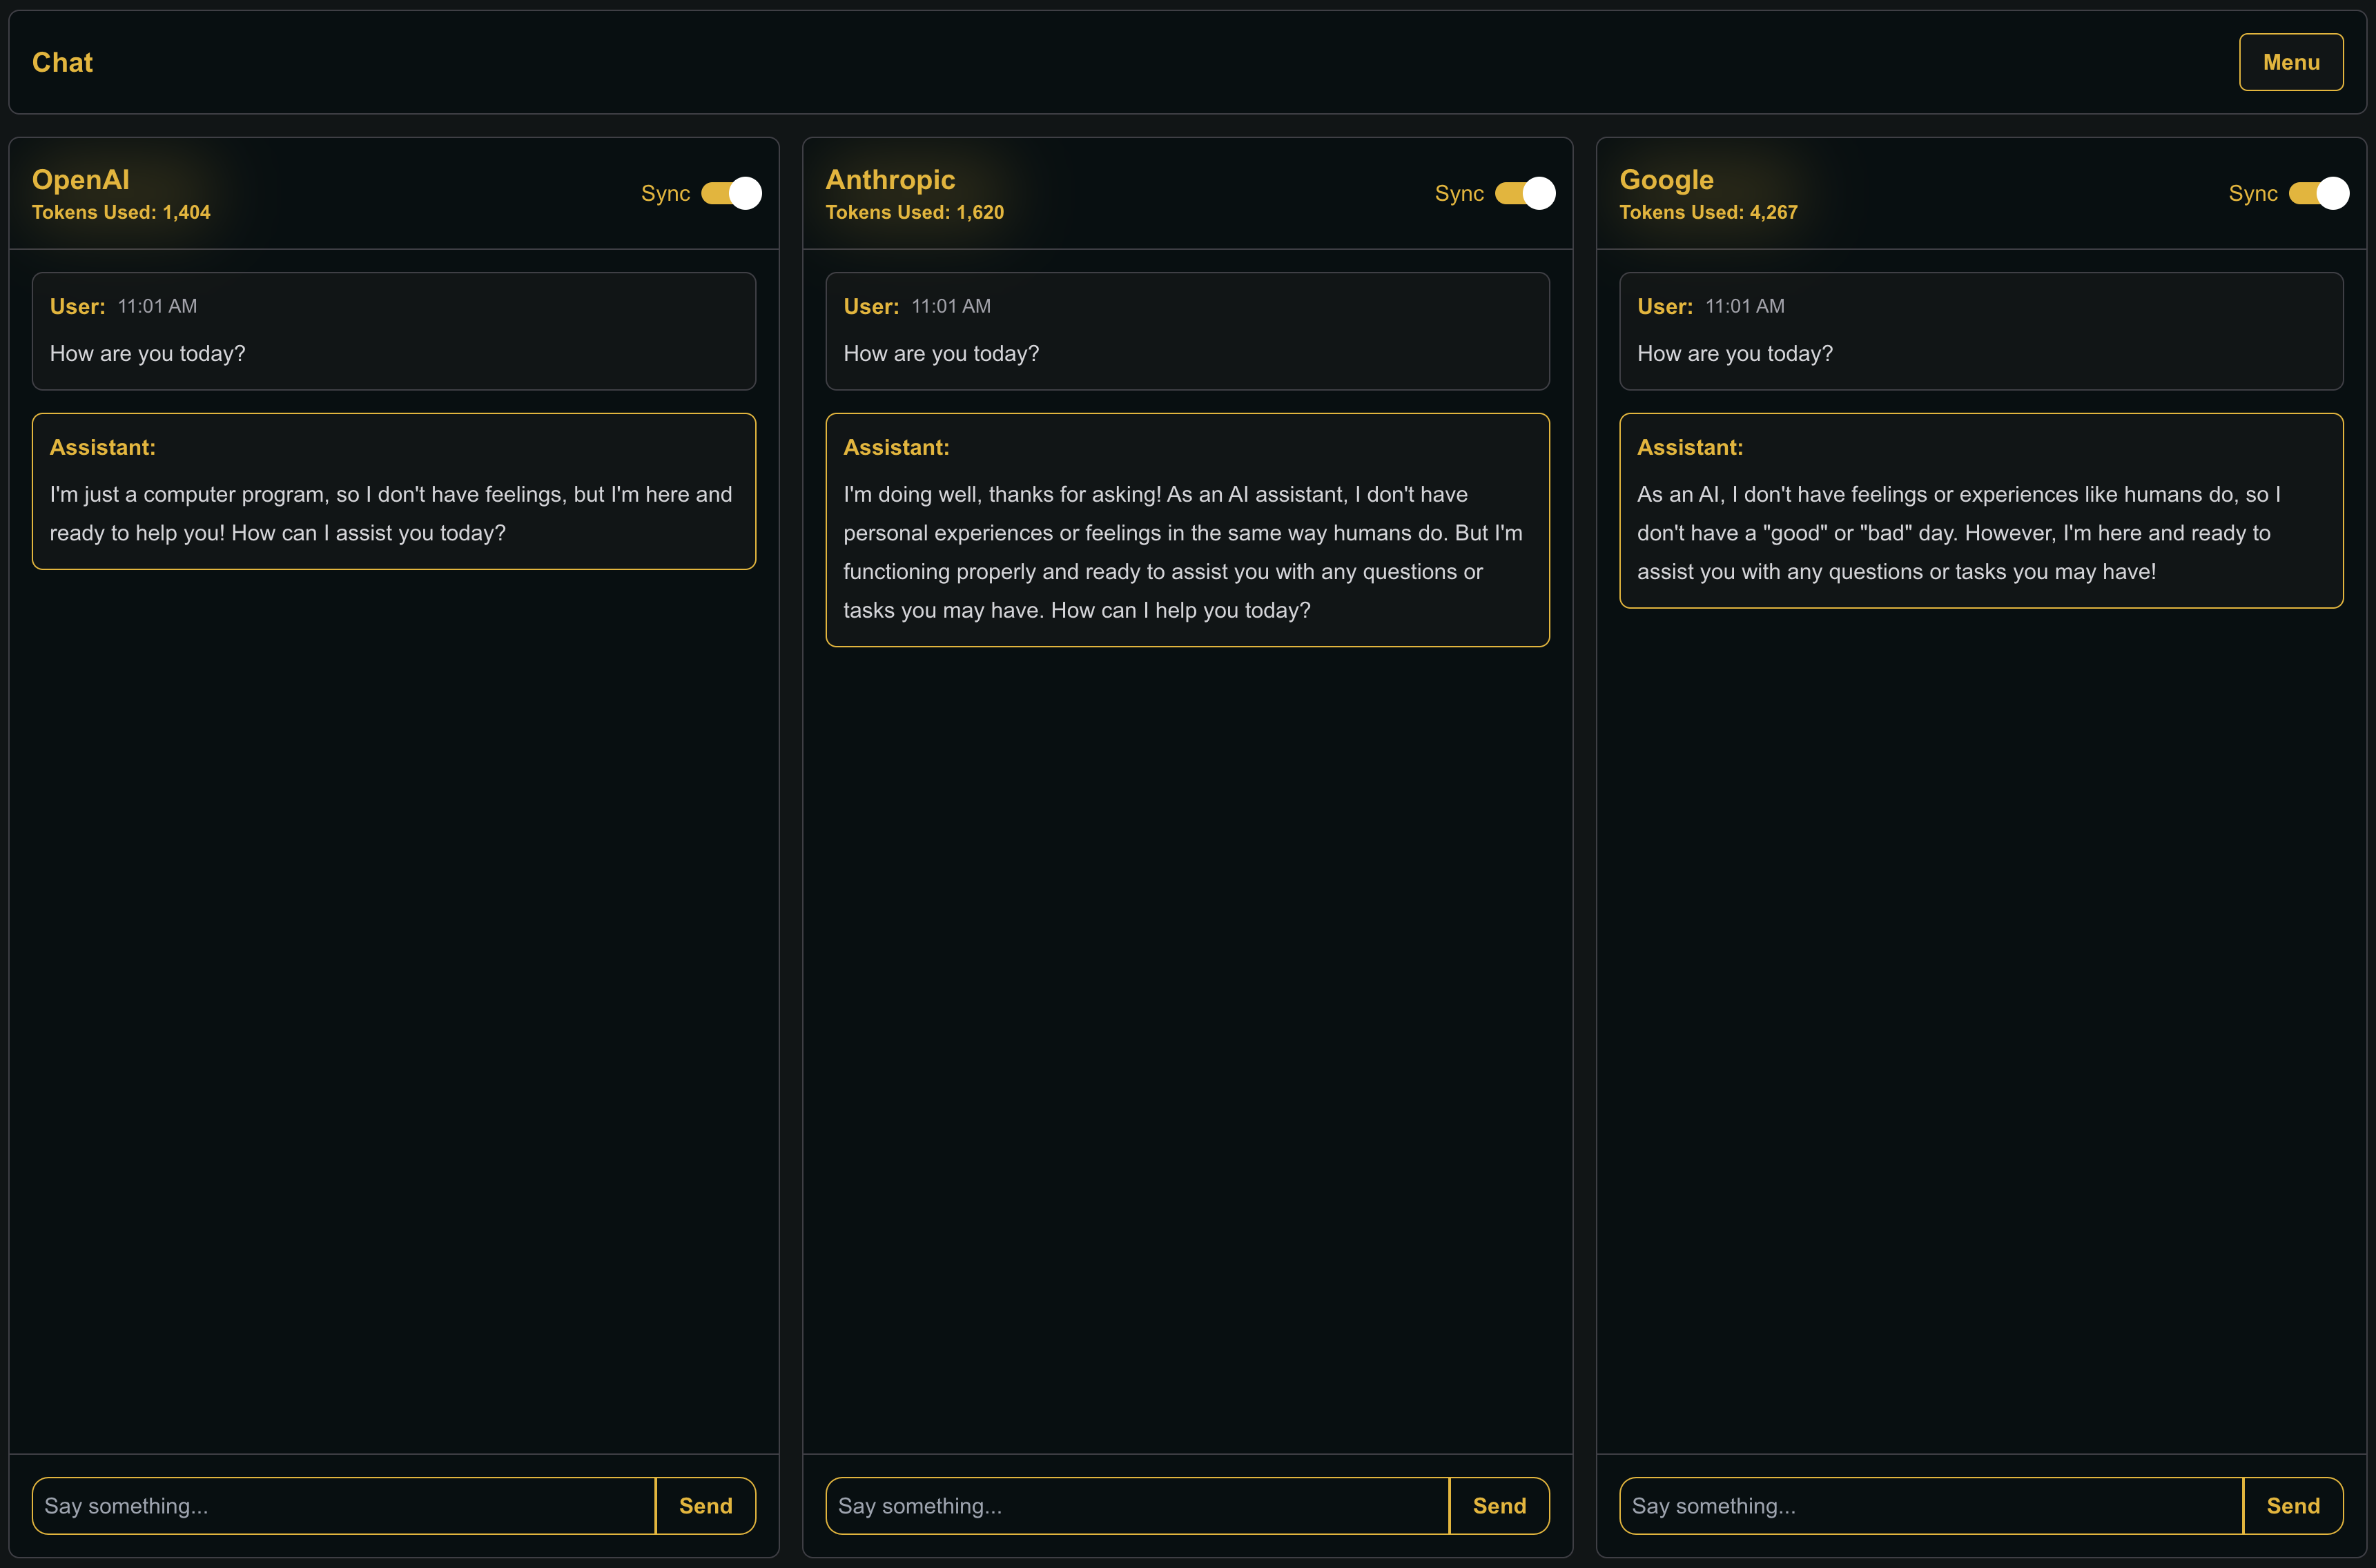 Chat
Menu
OpenAI
Tokens Used: 1,404
Sync
User: 11:01 AM
How are you today?
Assistant:
I'm just a computer program, so I don't have feelings, but I'm here and
ready to help you! How can I assist you today?
Say something...
Send
Anthropic
Tokens Used: 1,620
Sync
User: 11:01 AM
How are you today?
Assistant:
I'm doing well, thanks for asking! As an AI assistant, I don't have
personal experiences or feelings in the same way humans do. But I'm
functioning properly and ready to assist you with any questions or
tasks you may have. How can I help you today?
Say something...
Send
Google
Tokens Used: 4,267
Sync
User: 11:01 AM
How are you today?
Assistant:
As an AI, I don't have feelings or experiences like humans do, so I
don't have a "good" or "bad" day. However, I'm here and ready to
assist you with any questions or tasks you may have!
Say something...
Send